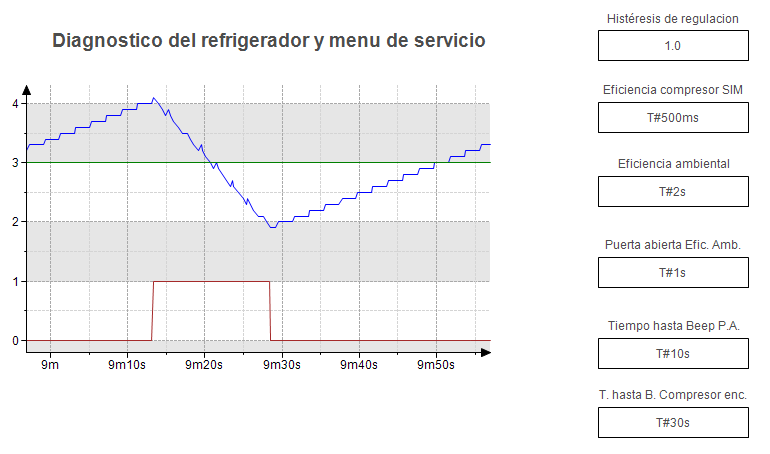 Diagnostico del refrigerador y menu de servicio
4
3
2
1
0
9m 9m10s 9m20s 9m30s 9m40s 9m50s
Histéresis de regulacion
1.0
Eficiencia compresor SIM
T#500ms
Eficiencia ambiental
T#2s
Puerta abierta Efic. Amb.
T#1s
Tiempo hasta Beep P.A.
T#10s
T. hasta B. Compresor enc.
T#30s